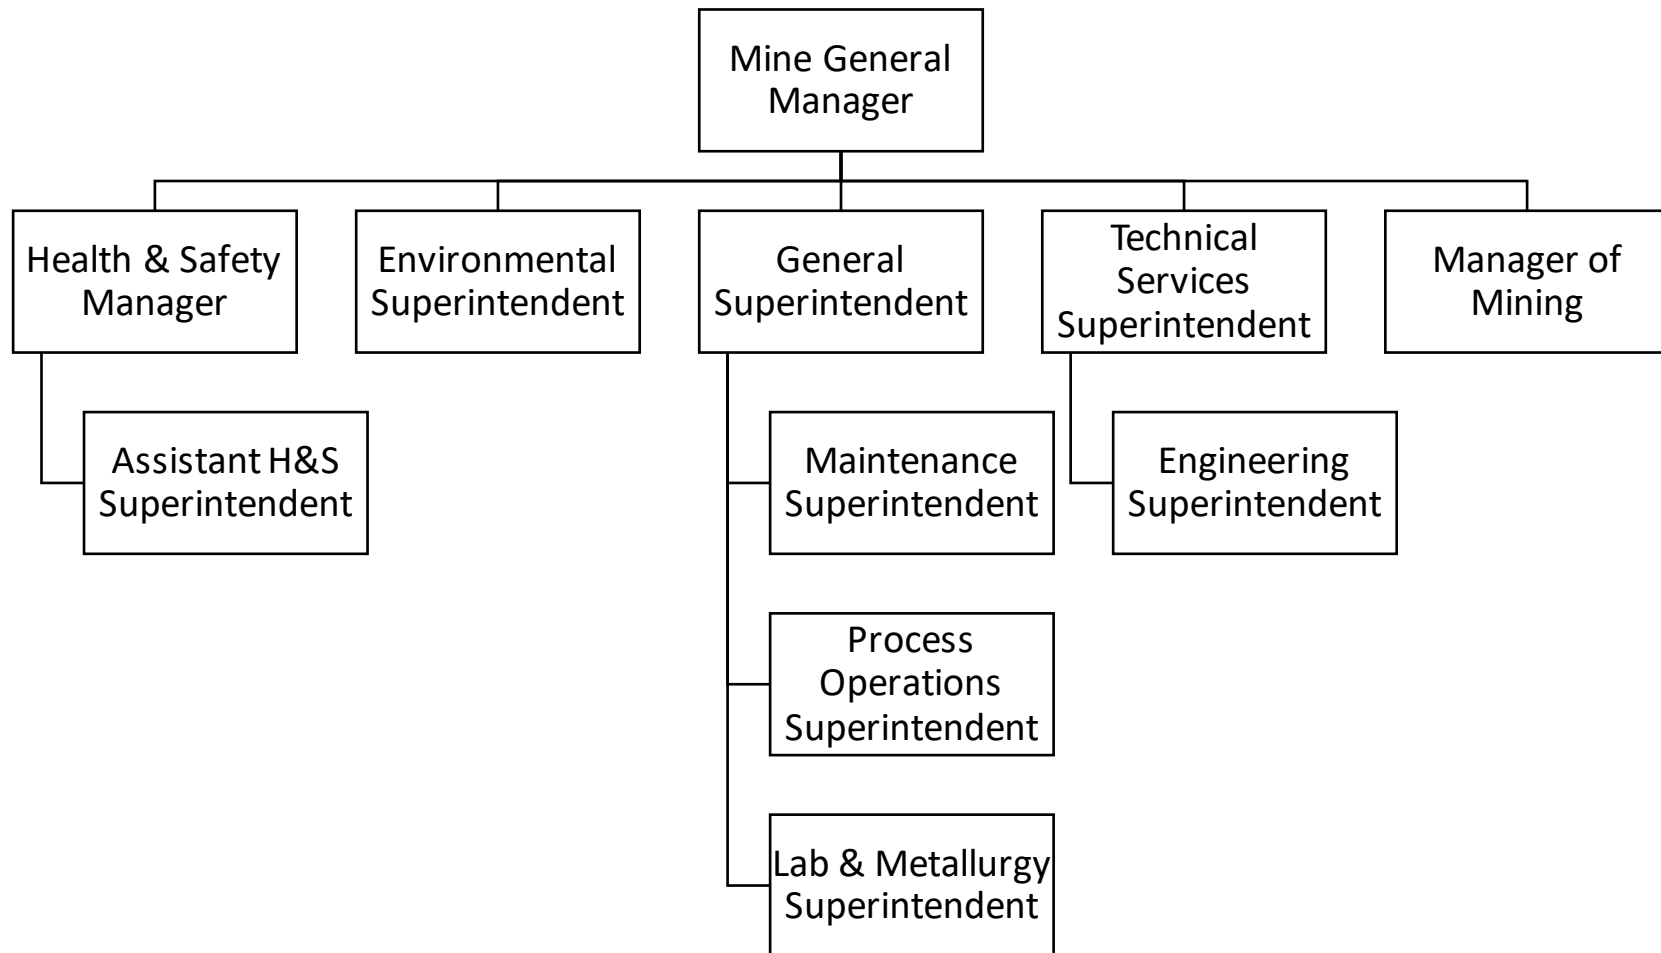 Mine General
Manager
Health & Safety
Manager
Environmental
Superintendent
General
Superintendent
Technical
Services
Superintendent
Manager of
Mining
Assistant H&S
Superintendent
Maintenance
Superintendent
Engineering
Superintendent
Process
Operations
Superintendent
Lab & Metallurgy
Superintendent